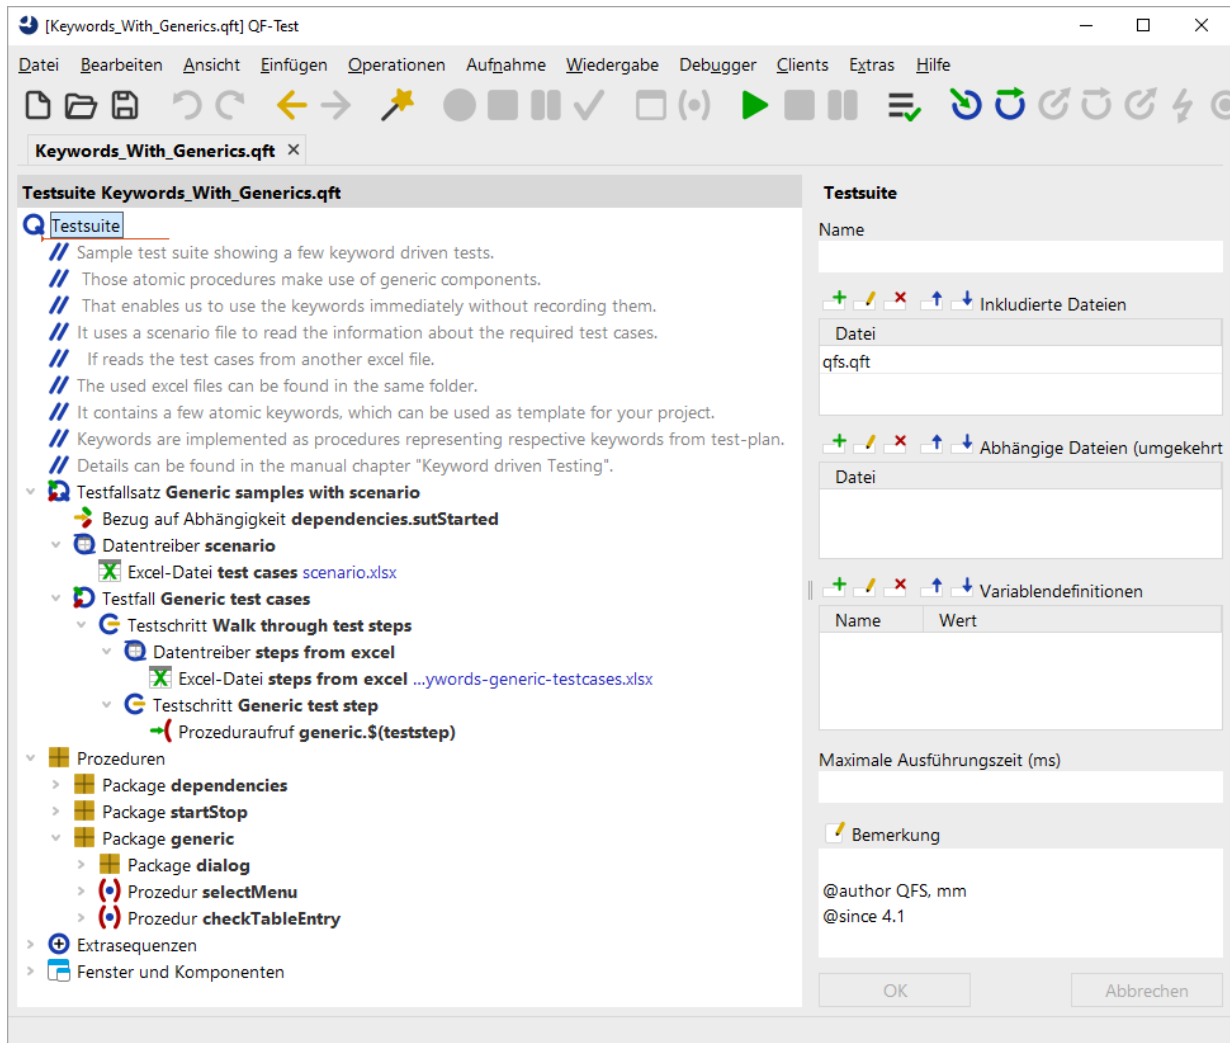 [Keywords_With_Generics.qft] QF-Test
Datei Bearbeiten Ansicht Einfügen Operationen Aufnahme Wiedergabe Debugger Clients Extras Hilfe
Keywords_With_Generics.qft
Testsuite Keywords_With_Generics.qft
Testsuite
// Sample test suite showing a few keyword driven tests.
// Those atomic procedures make use of generic components.
// That enables us to use the keywords immediately without recording them.
// It uses a scenario file to read the information about the required test cases.
// If reads the test cases from another excel file.
// The used excel files can be found in the same folder.
// It contains a few atomic keywords, which can be used as template for your project.
// Keywords are implemented as procedures representing respective keywords from test-plan.
// Details can be found in the manual chapter "Keyword driven Testing".
Testfallsatz Generic samples with scenario
Bezug auf Abhängigkeit dependencies.sutStarted
Datentreiber scenario
Excel-Datei test cases scenario.xlsx
Testfall Generic test cases
Testschritt Walk through test steps
Datentreiber steps from excel
Excel-Datei steps from excel ...ywords-generic-testcases.xlsx
Testschritt Generic test step
Prozeduraufruf generic.$(teststep)
Prozeduren
Package dependencies
Package startStop
Package generic
Package dialog
Prozedur selectMenu
Prozedur checkTableEntry
Extrasequenzen
Fenster und Komponenten
Testsuite
Name
Inkludierte Dateien
Datei
qfs.qft
Abhängige Dateien (umgekehrt
Datei
Variablendefinitionen
Name Wert
Maximale Ausführungszeit (ms)
Bemerkung
@author QFS, mm
@since 4.1
OK Abbrechen